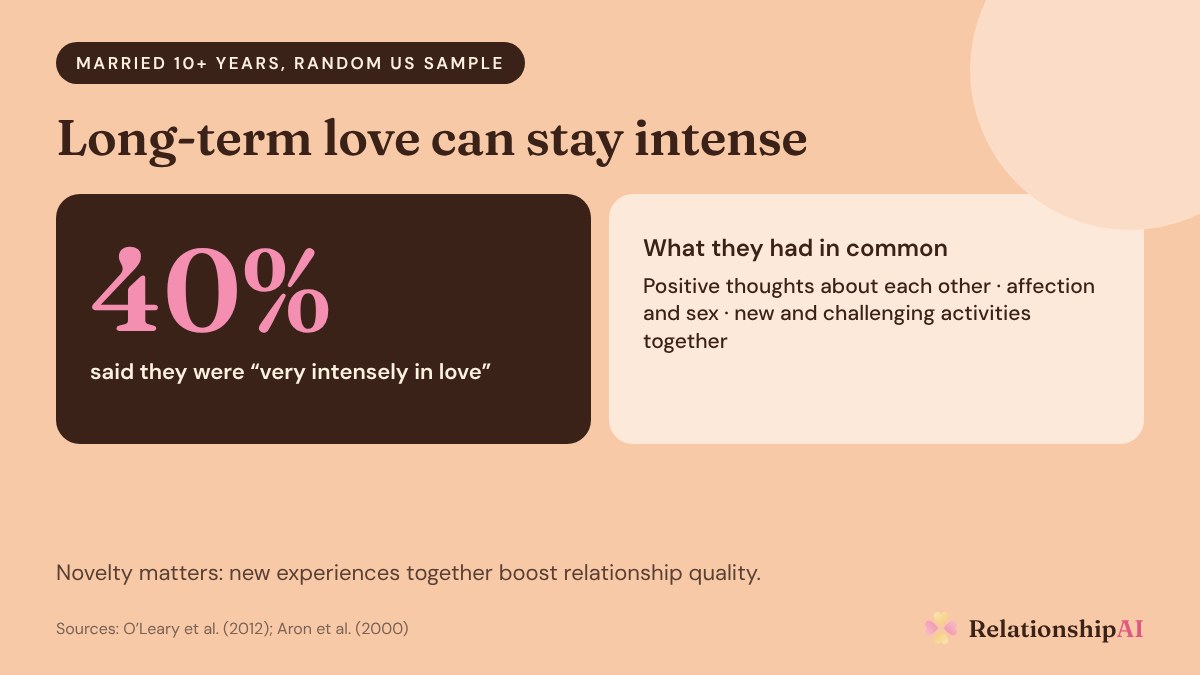 MARRIED 10+ YEARS, RANDOM US SAMPLE
Long-term love can stay intense
40%
said they were “very intensely in love”
What they had in common
Positive thoughts about each other · affection
and sex · new and challenging activities
together
Novelty matters: new experiences together boost relationship quality.
Sources: O’Leary et al. (2012); Aron et al. (2000)
RelationshipAI